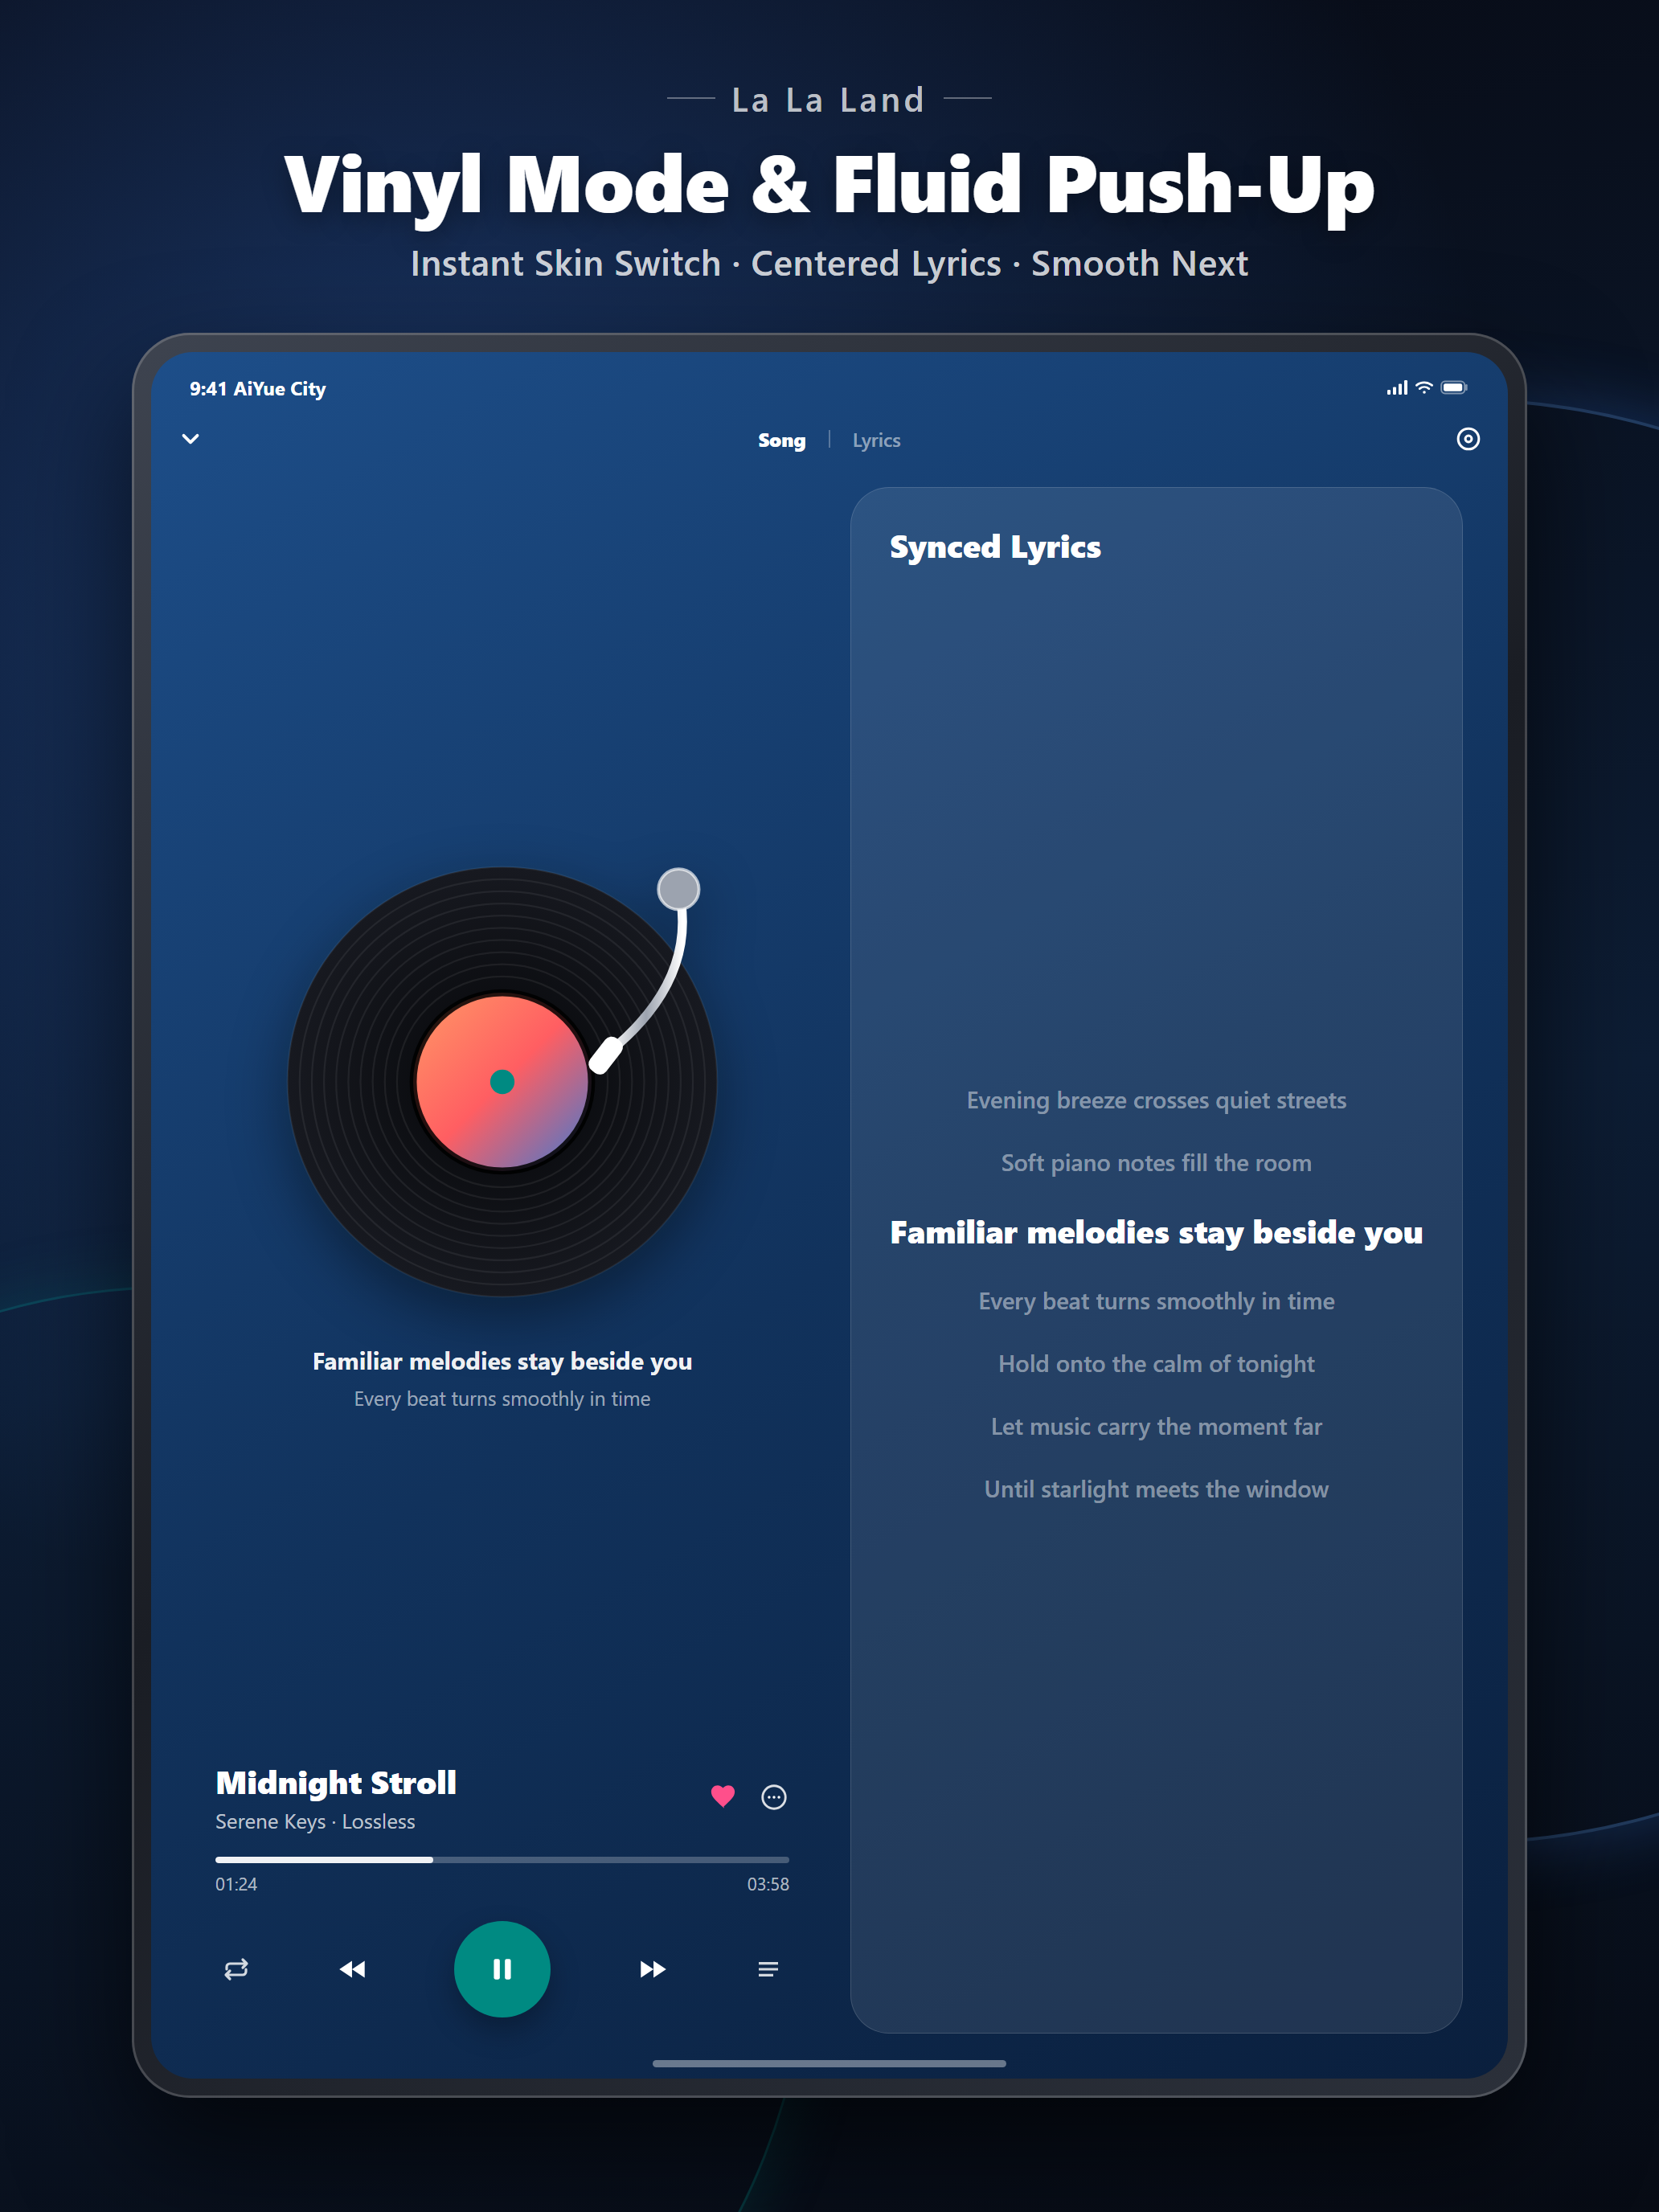 La La Land
Vinyl Mode & Fluid Push-Up
Instant Skin Switch · Centered Lyrics · Smooth Next
9:41 AiYue City
Song | Lyrics
Familiar melodies stay beside you
Every beat turns smoothly in time
Midnight Stroll
Serene Keys · Lossless
01:24 03:58
Synced Lyrics
Evening breeze crosses quiet streets
Soft piano notes fill the room
Familiar melodies stay beside you
Every beat turns smoothly in time
Hold onto the calm of tonight
Let music carry the moment far
Until starlight meets the window